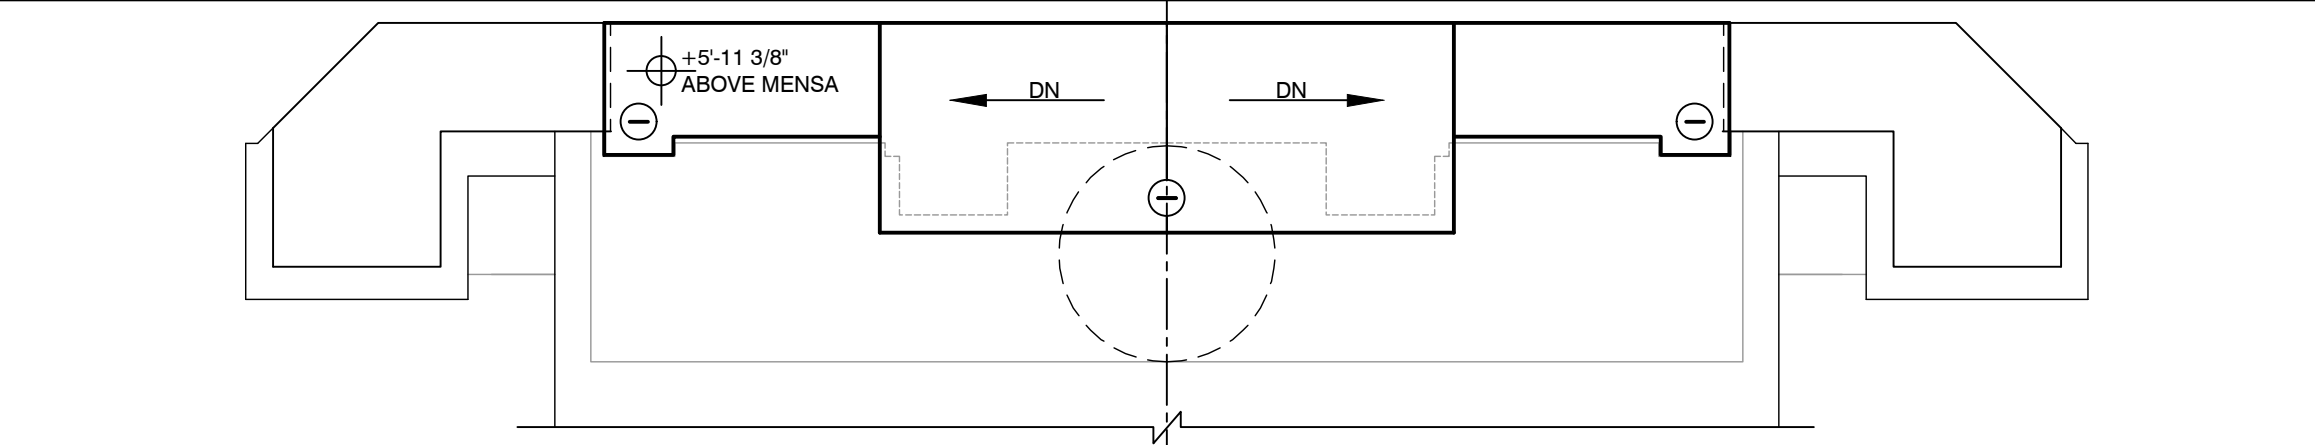 +5'-11 3/8"
ABOVE MENSA
DN
DN